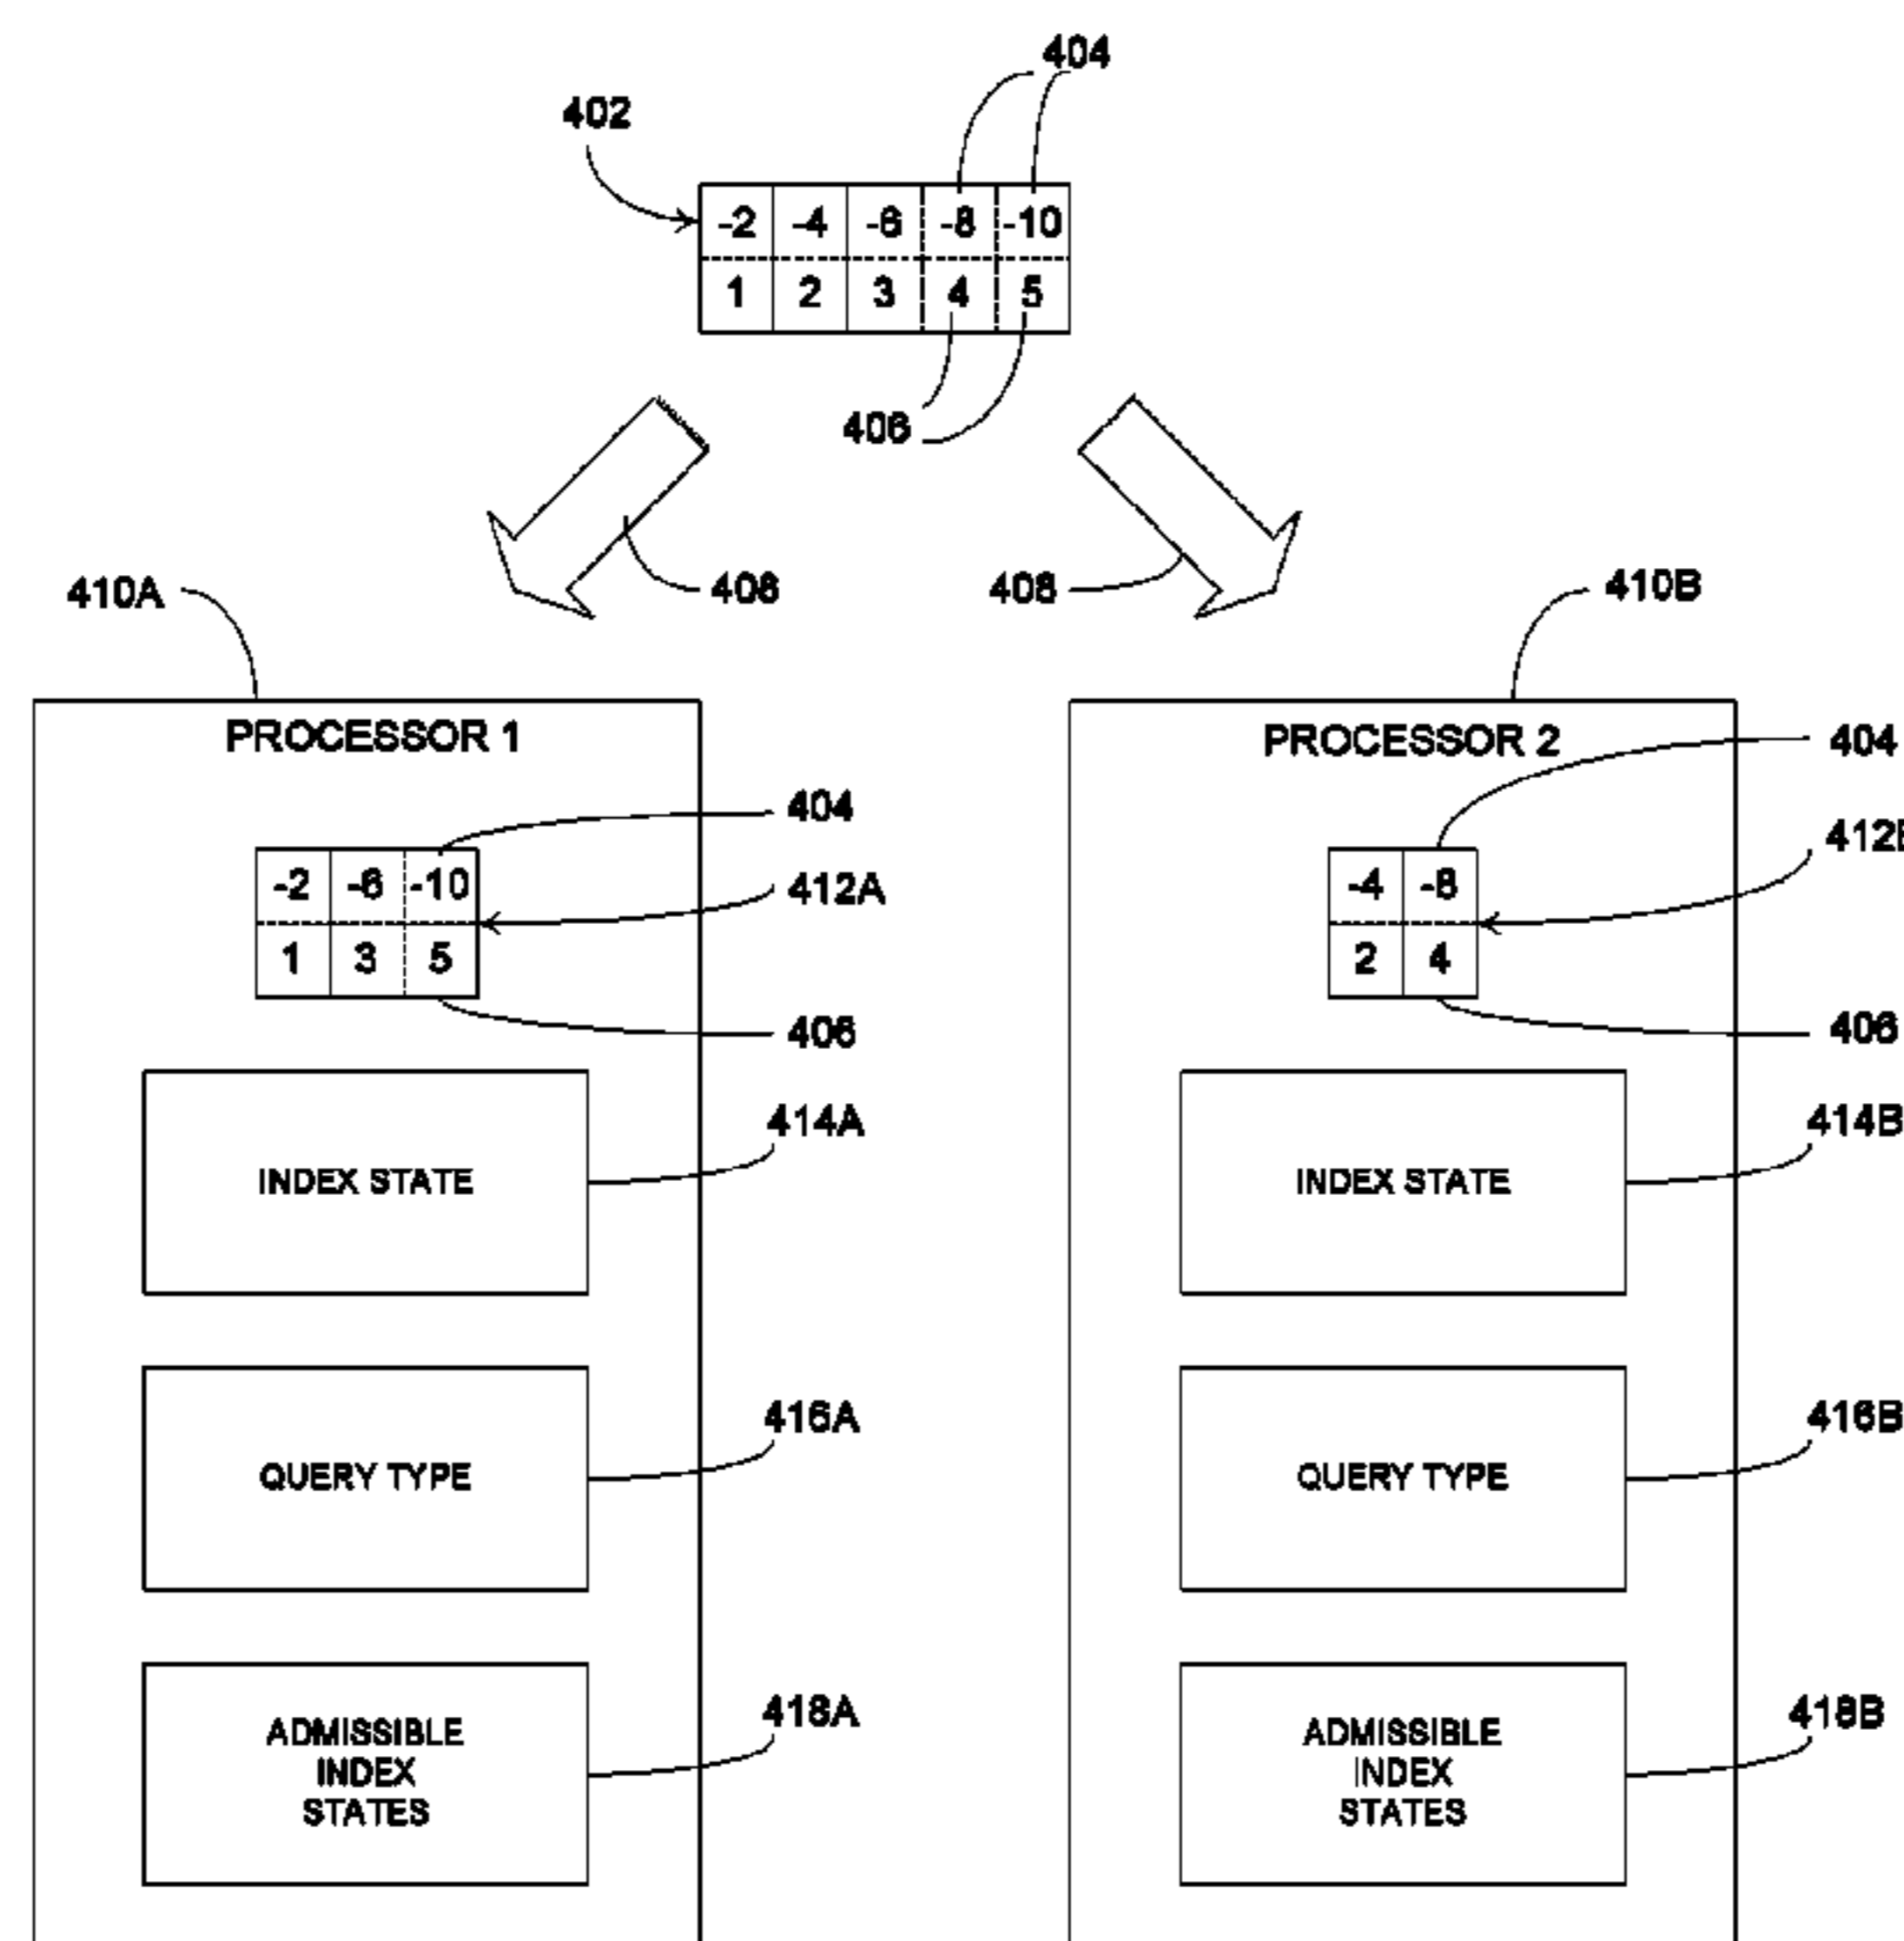 404
402
-2 -4 -6 -8 -10
1 2 3 4 5
406
408 408
410A 410B
PROCESSOR 1
404
-2 -6 -10
412A
1 3 5
406
INDEX STATE
414A
QUERY TYPE
416A
ADMISSIBLE
INDEX
STATES
418A
PROCESSOR 2
404
-4 -8
2 4
406
INDEX STATE
414B
QUERY TYPE
416B
ADMISSIBLE
INDEX
STATES
418B